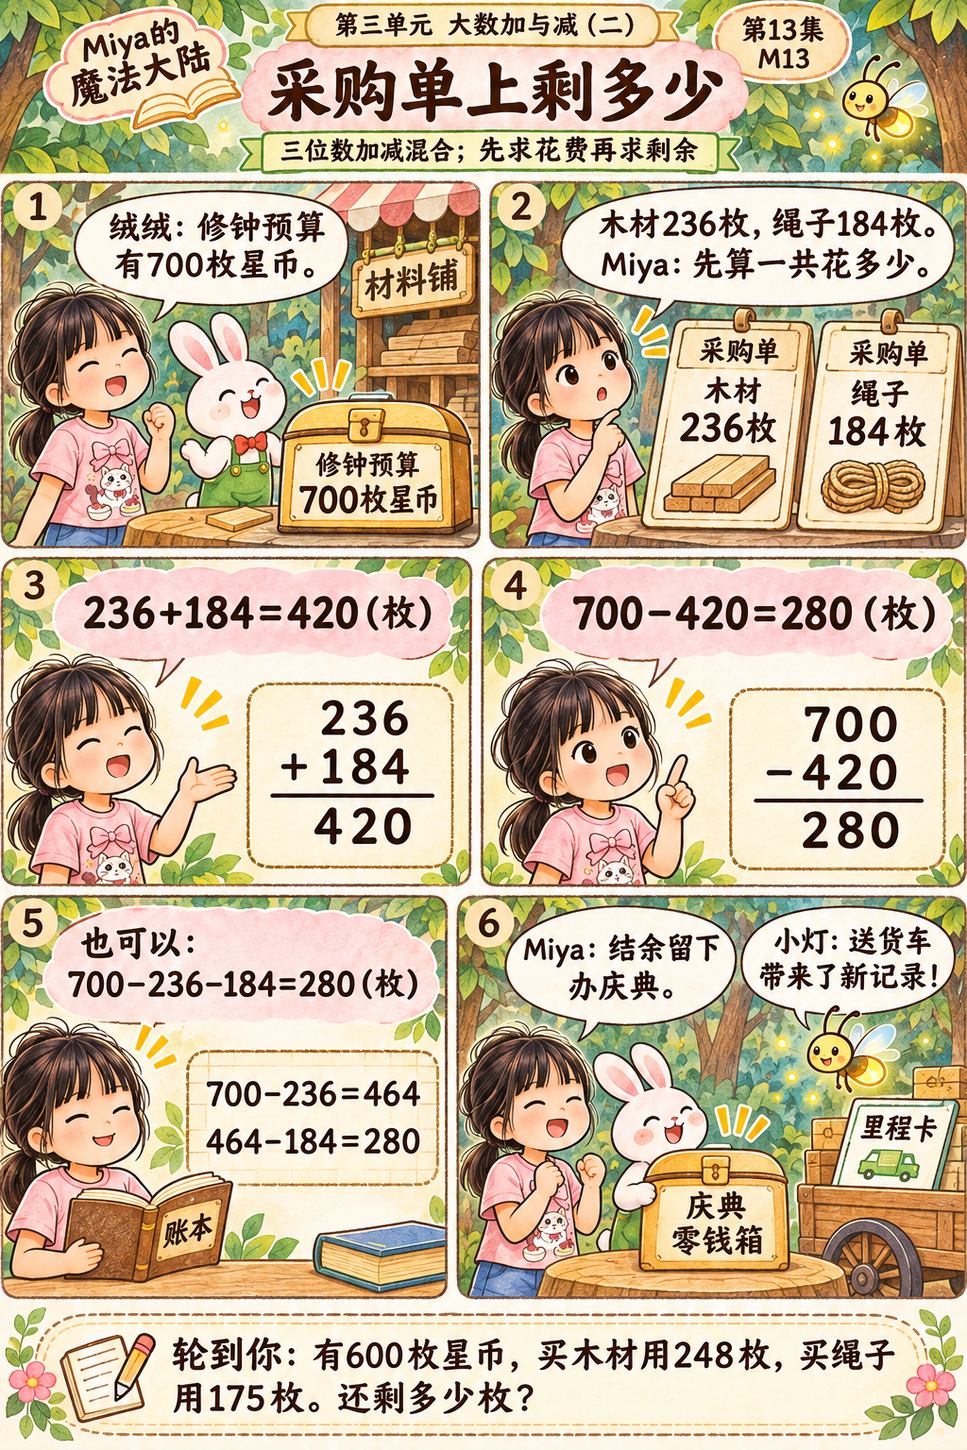 Miya的
魔法大陆
第三单元 大数加与减(二)
第13集
M13
采购单上剩多少
三位数加减混合；先求花费再求剩余
1
绒绒：修钟预算
有700枚星币。
材料铺
修钟预算
700枚星币
2
木材236枚，绳子184枚。
Miya：先算一共花多少。
采购单
木材
236枚
采购单
绳子
184枚
3
236+184=420(枚)
236
+184
420
4
700-420=280(枚)
700
-420
280
5
也可以：
700-236-184=280(枚)
700-236=464
464-184=280
账本
6
Miya：结余留下
办庆典。
小灯：送货车
带来了新记录！
里程卡
庆典
零钱箱
轮到你：有600枚星币，买木材用248枚，买绳子
用175枚。还剩多少枚？